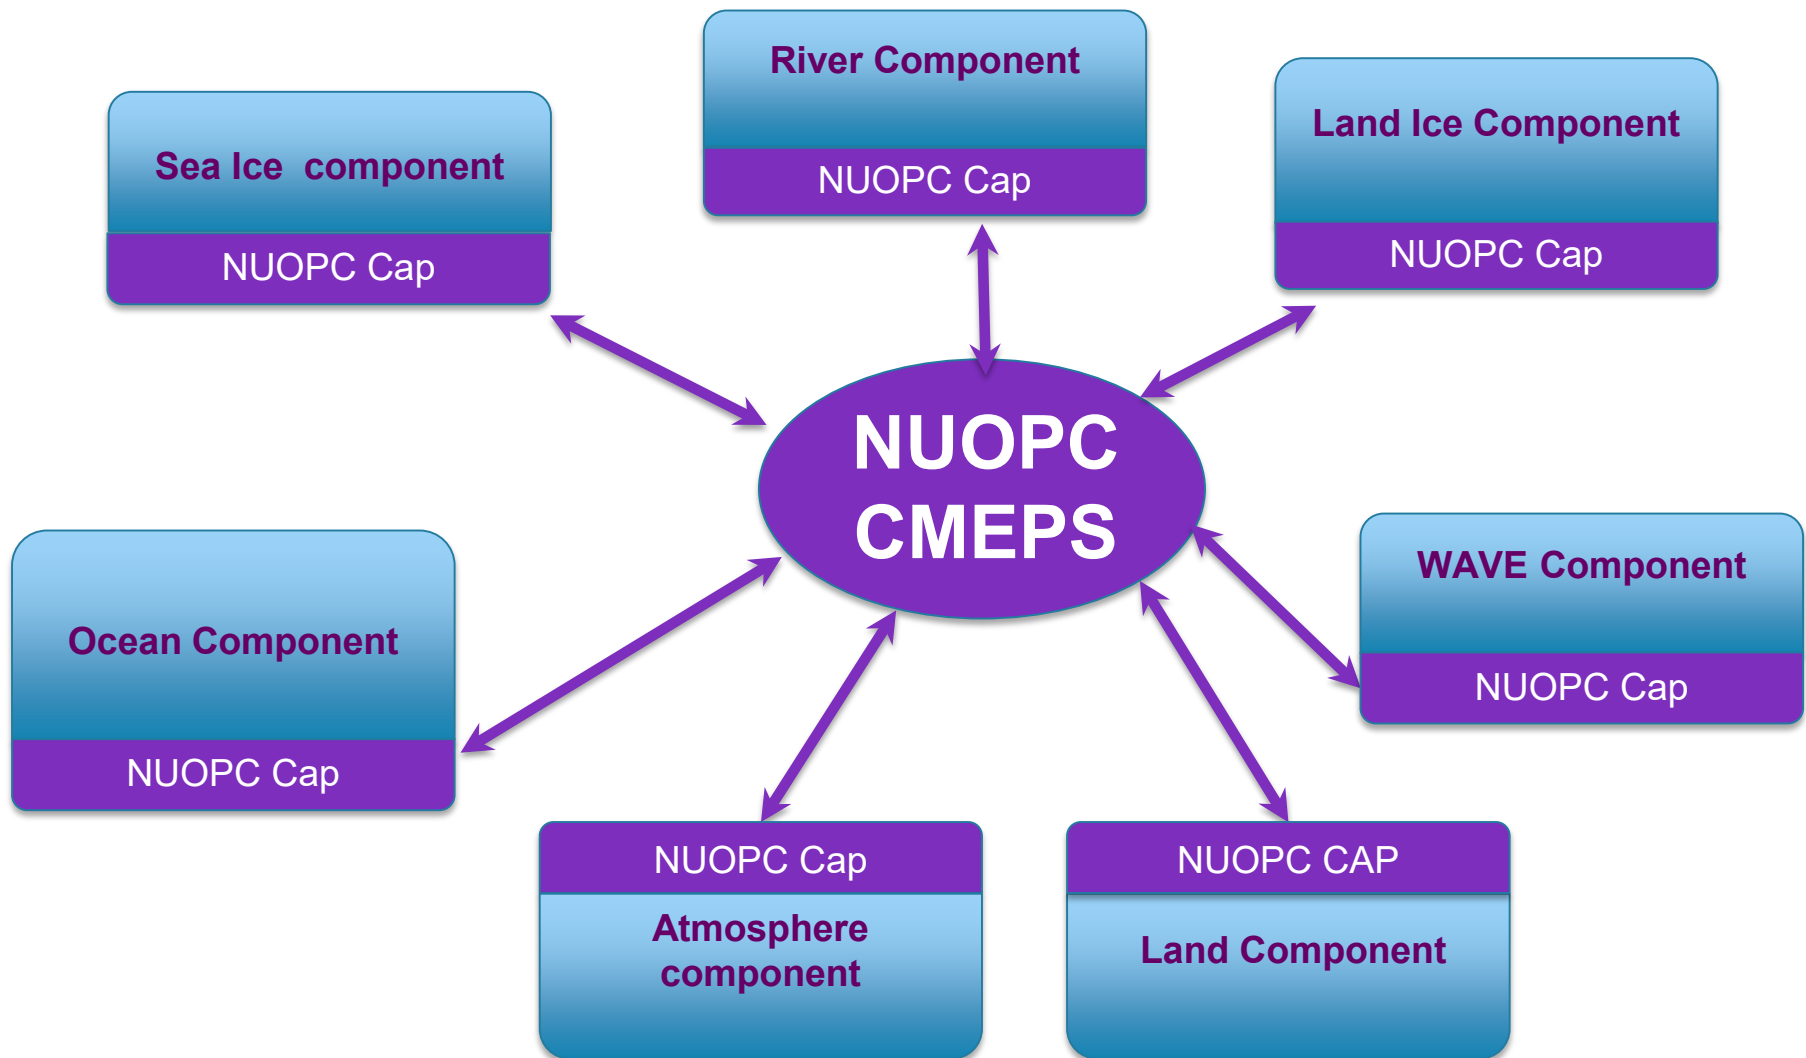 River Component
NUOPC Cap
Sea Ice  component
NUOPC Cap
Land Ice Component
NUOPC Cap
NUOPC
CMEPS
Ocean Component
NUOPC Cap
WAVE Component
NUOPC Cap
NUOPC Cap
Atmosphere
component
NUOPC CAP
Land Component